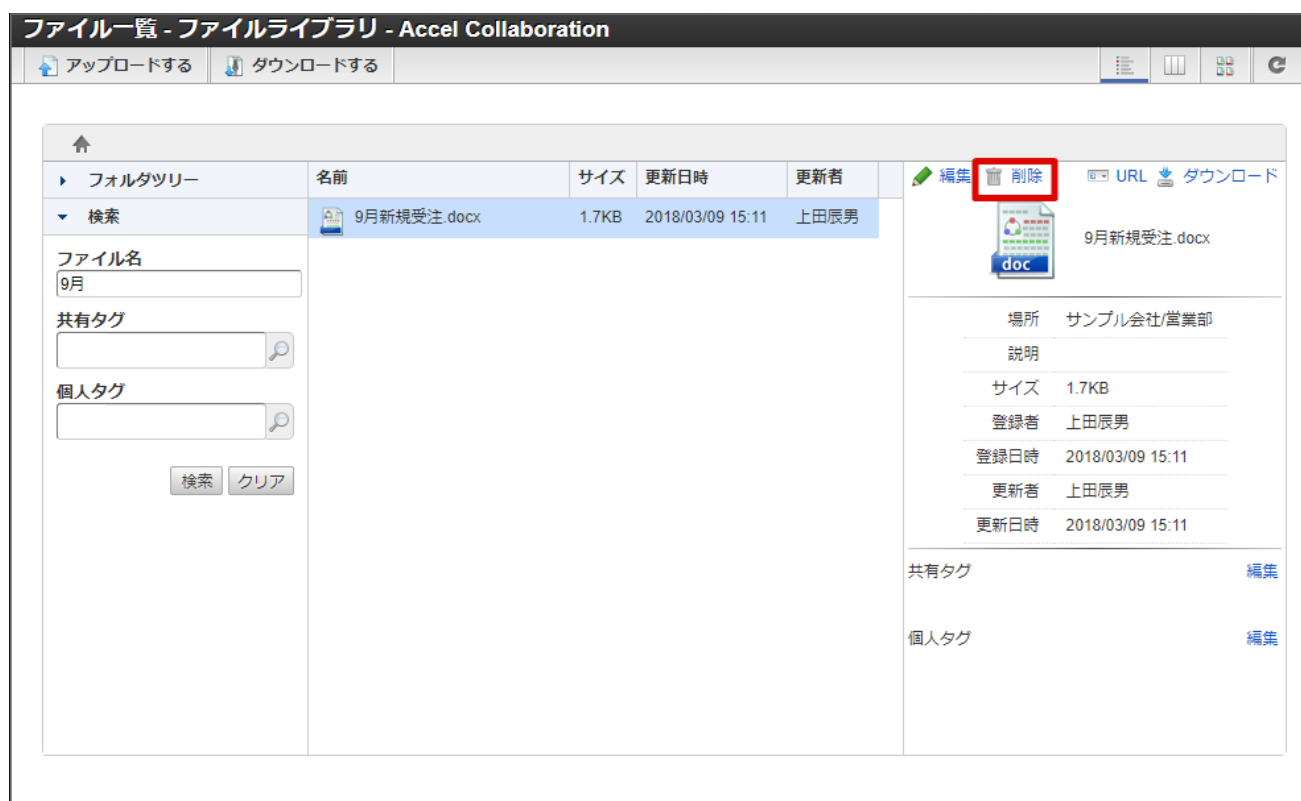 ファイル一覧 - ファイルライブラリ - Accel Collaboration
アップロードする ダウンロードする
フォルダツリー
検索
ファイル名
9月
共有タグ
個人タグ
検索 クリア
名前 サイズ 更新日時 更新者
9月新規受注.docx 1.7KB 2018/03/09 15:11 上田辰男
編集 削除 URL ダウンロード
doc
9月新規受注.docx
場所 サンプル会社/営業部
説明
サイズ 1.7KB
登録者 上田辰男
登録日時 2018/03/09 15:11
更新者 上田辰男
更新日時 2018/03/09 15:11
共有タグ 編集
個人タグ 編集